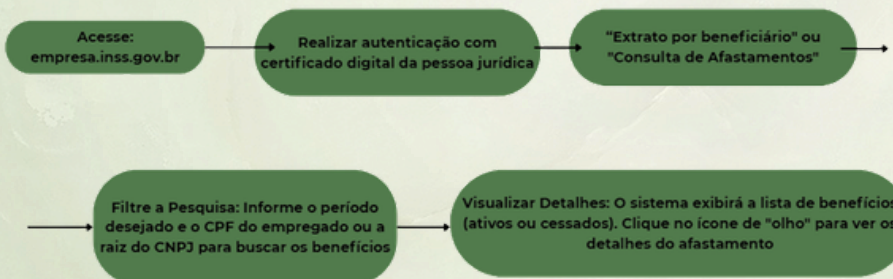 Acesse:
empresa.inss.gov.br
Realizar autenticação com
certificado digital da pessoa jurídica
"Extrato por beneficiário" ou
"Consulta de Afastamentos"
Filtre a Pesquisa: Informe o período
desejado e o CPF do empregado ou a
raiz do CNPJ para buscar os benefícios
Visualizar Detalhes: O sistema exibirá a lista de benefícios
(ativos ou cessados). Clique no ícone de "olho" para ver os
detalhes do afastamento